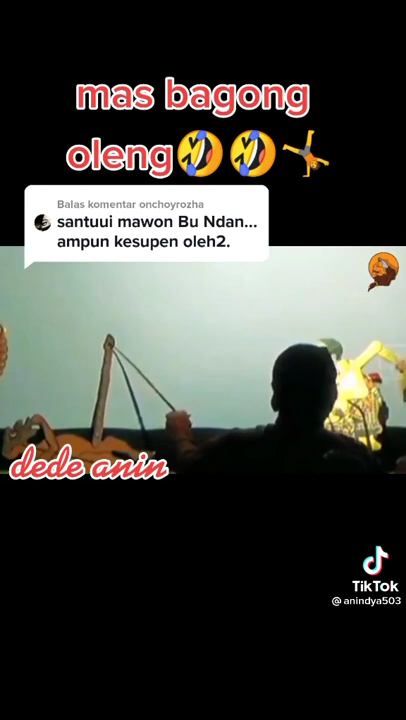 mas bagong
oleng🤣🤣🤸
Balas komentar onchoyrozha
santuui mawon Bu Ndan...
ampun kesupen oleh2.
dede anin
TikTok
@ anindya503